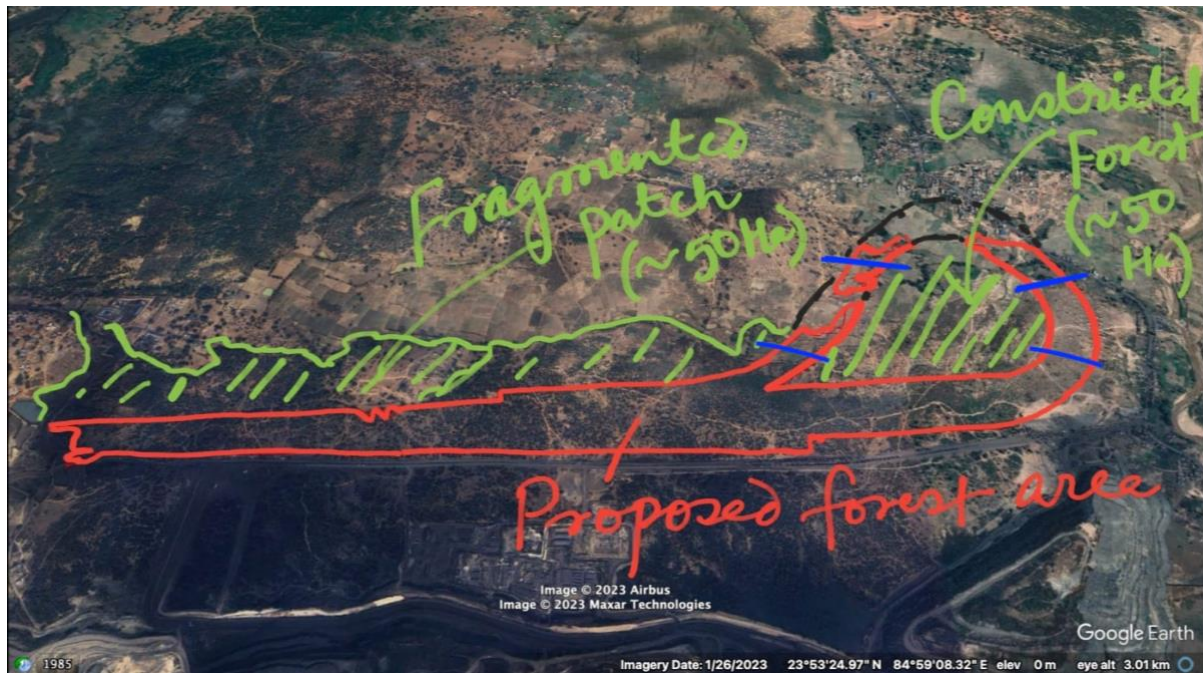 Fragmented
patch
(~50Ha)
Constricted
Forest
(~50
Ha)
Proposed forest area
Image © 2023 Airbus
Image © 2023 Maxar Technologies
Google Earth
1985
Imagery Date: 1/26/2023 23°53'24.97" N 84°59'08.32" E elev 0 m eye alt 3.01 km